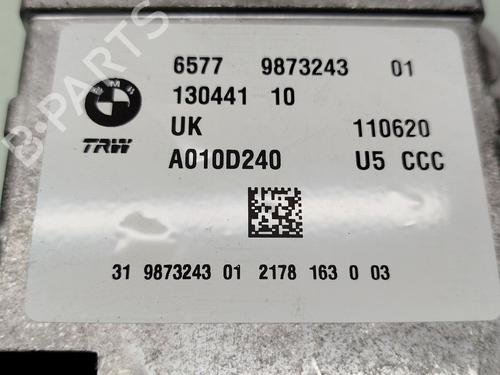 B-PARTS
6577 9873243 01
BMW
130441 10
UK 110620
TRW
A010D240 U5 CCC
31 9873243 01 2178 163 0 03